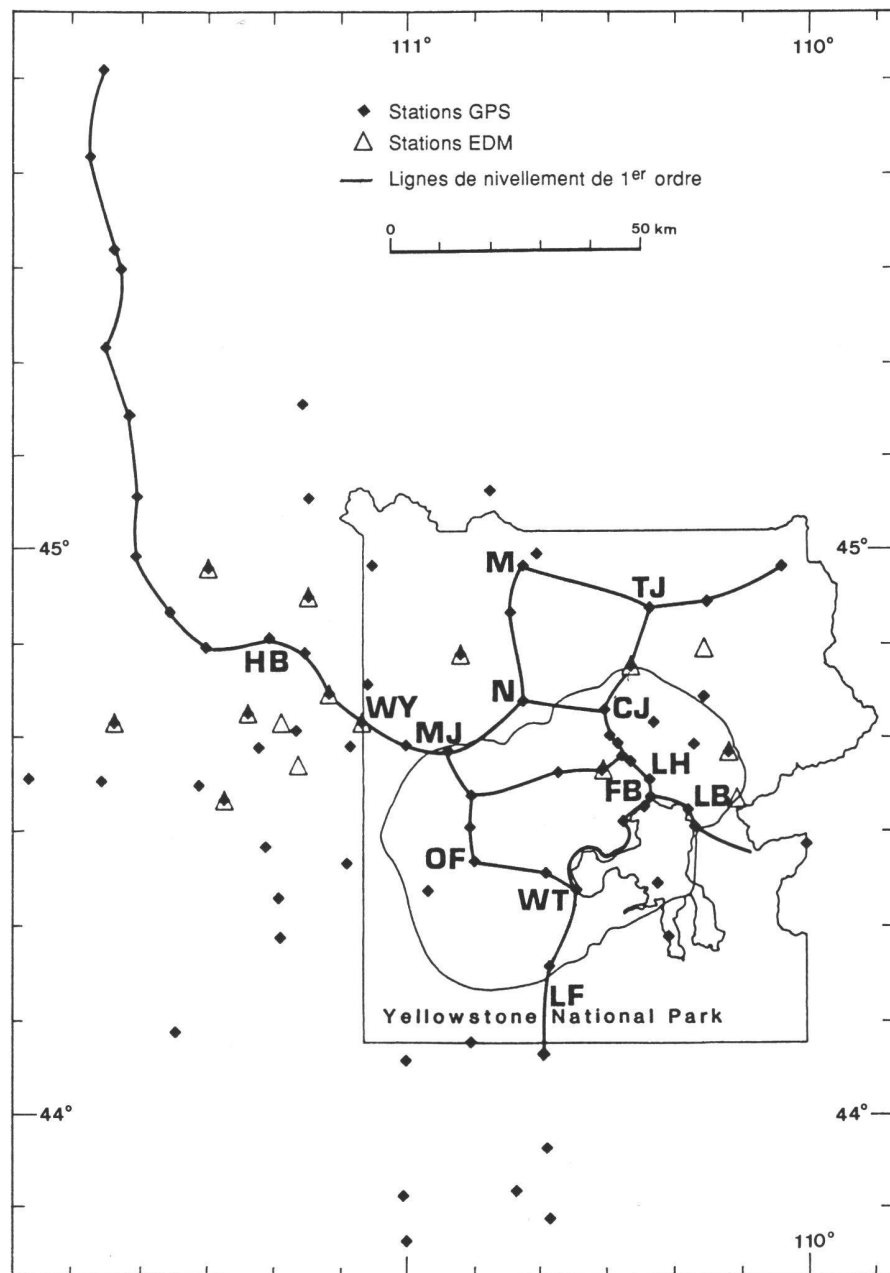 111°
110°
Stations GPS
Stations EDM
Lignes de nivellement de 1er ordre
0
50 km
45°
45°
M
TJ
HB
N
CJ
WY
MJ
LH
FB
LB
OF
WT
LF
Yellowstone National Park
44°
44°
110°